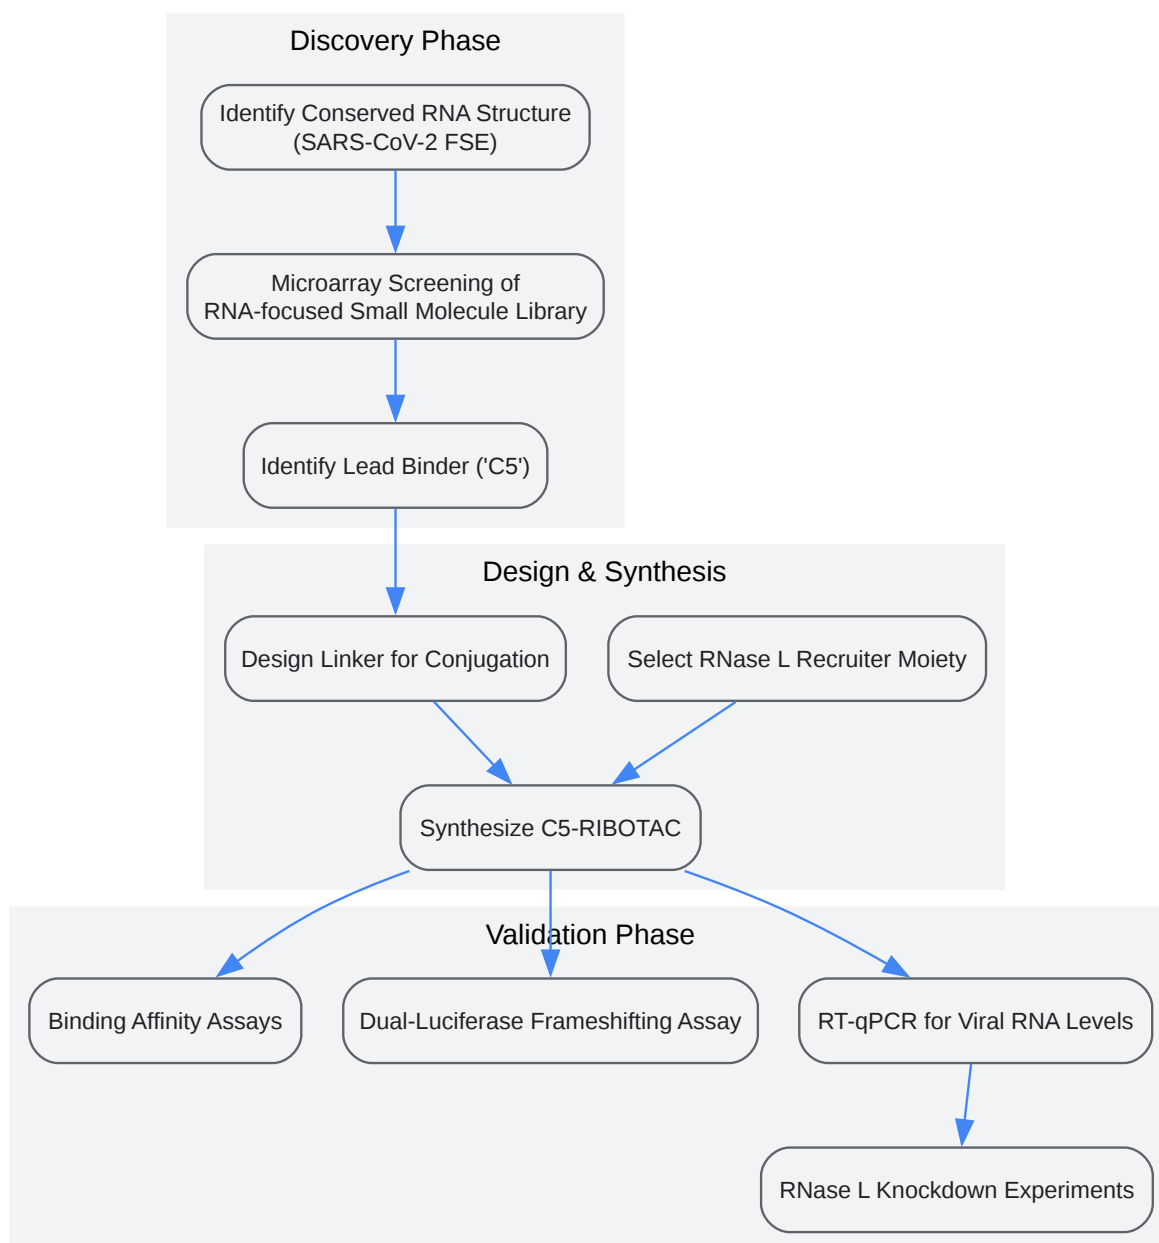 Discovery Phase
Identify Conserved RNA Structure
(SARS-CoV-2 FSE)
Microarray Screening of
RNA-focused Small Molecule Library
Identify Lead Binder ('C5')
Design & Synthesis
Design Linker for Conjugation
Select RNase L Recruiter Moiety
Synthesize C5-RIBOTAC
Validation Phase
Binding Affinity Assays
Dual-Luciferase Frameshifting Assay
RT-qPCR for Viral RNA Levels
RNase L Knockdown Experiments